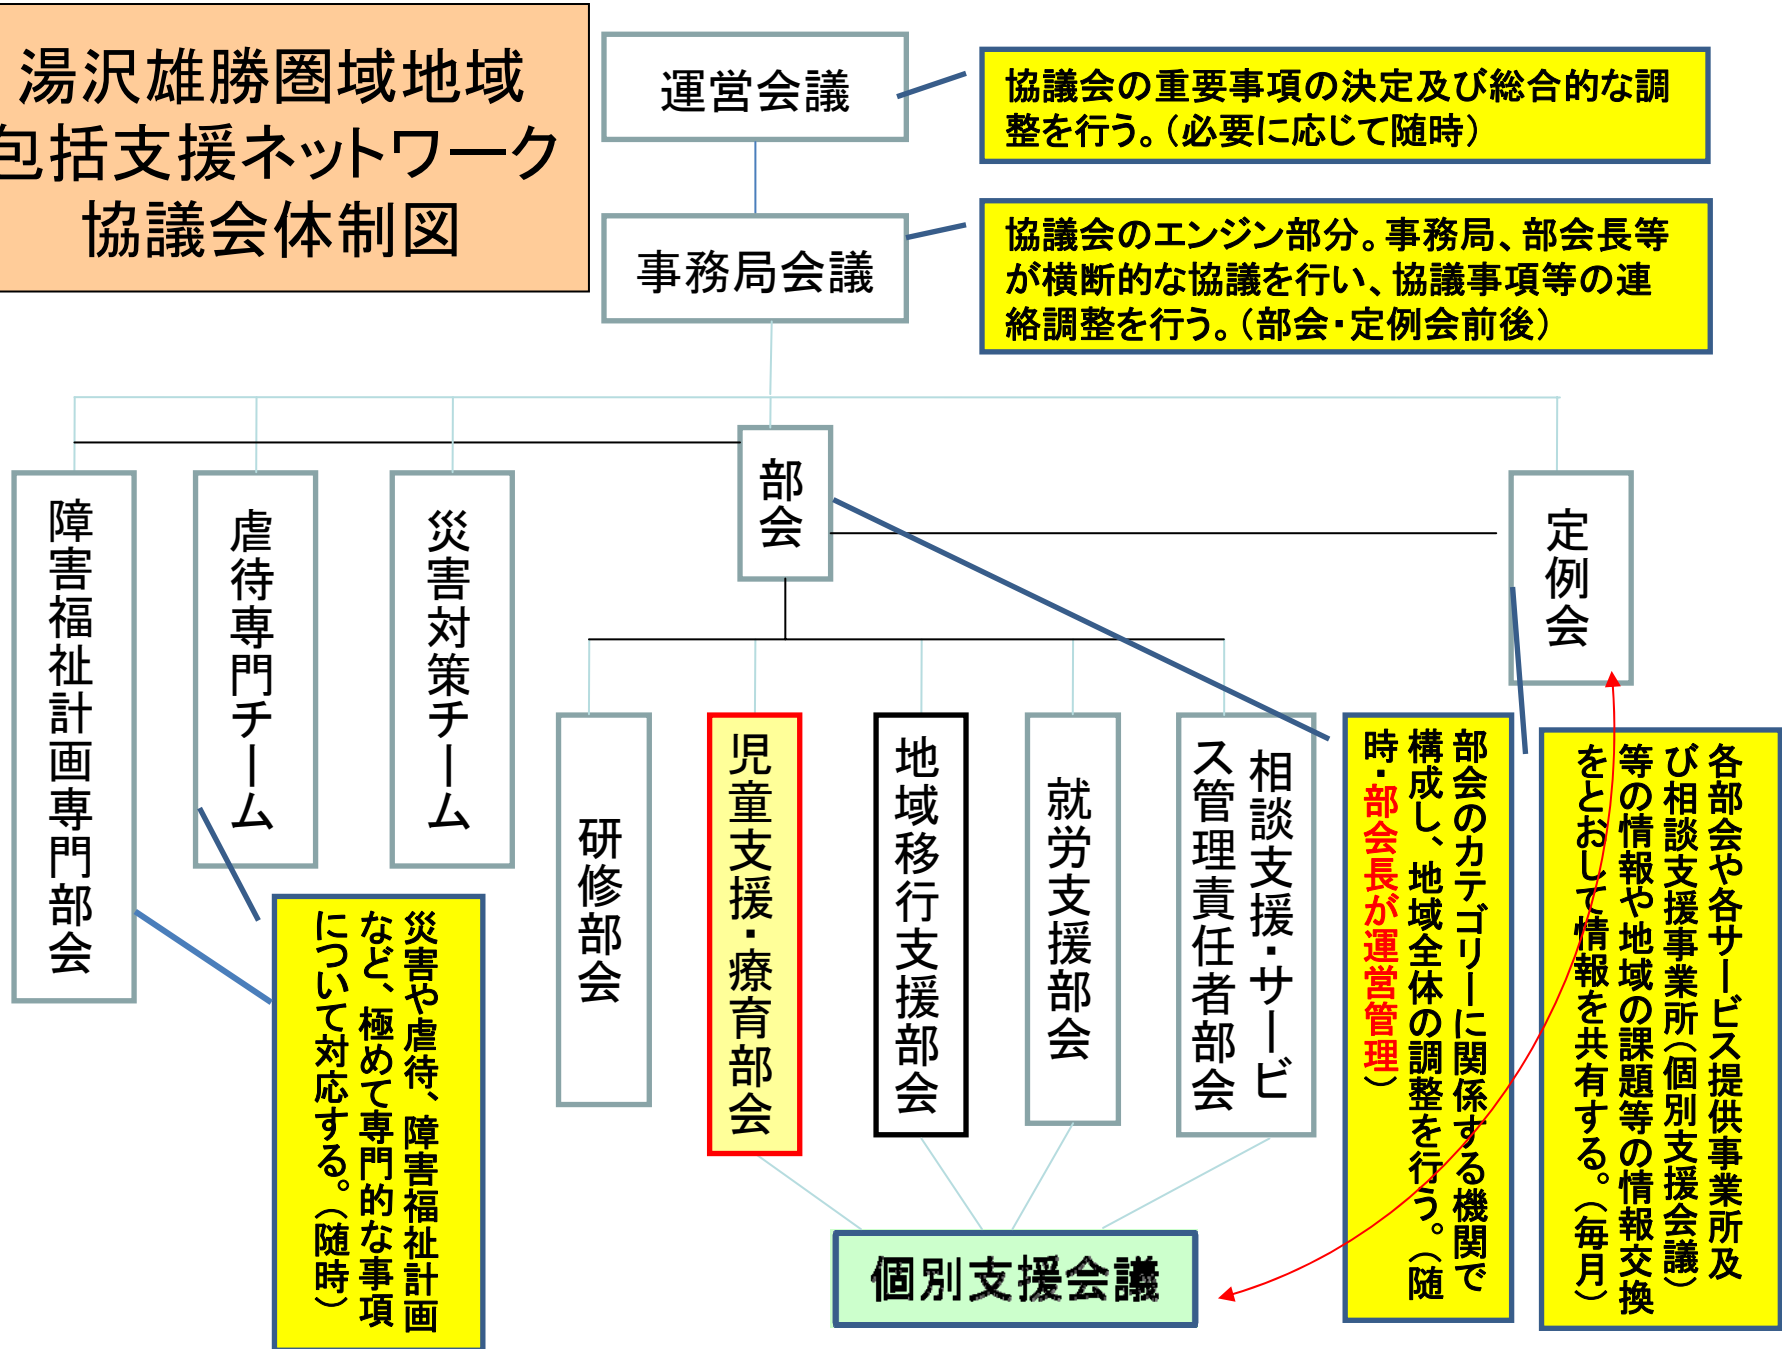 湯沢雄勝圏域地域
包括支援ネットワーク
協議会体制図
運営会議
協議会の重要事項の決定及び総合的な調
整を行う。（必要に応じて随時）
事務局会議
協議会のエンジン部分。事務局、部会長等
が横断的な協議を行い、協議事項等の連
絡調整を行う。（部会・定例会前後）
部会
定例会
障害福祉計画専門部会
虐待専門チーム
災害対策チーム
研修部会
児童支援・療育部会
地域移行支援部会
就労支援部会
相談支援・サービ
ス管理責任者部会
部会のカテゴリーに関係する機関で
構成し、地域全体の調整を行う。（随
時・部会長が運営管理）
各部会や各サービス提供事業所及
び相談支援事業所（個別支援会議）
等の情報や地域の課題等の情報交換
をとおして情報を共有する。（毎月）
災害や虐待、障害福祉計画
など、極めて専門的な事項
について対応する。（随時）
個別支援会議